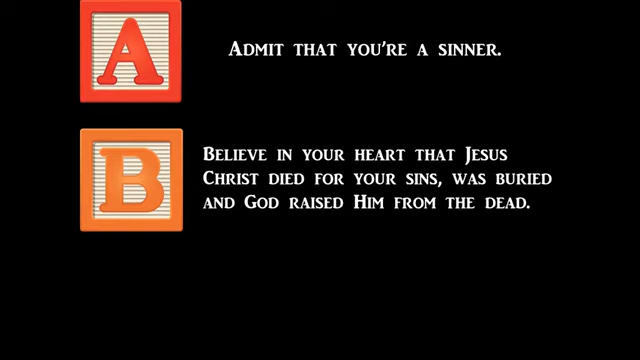 A
Admit that you're a sinner.
B
Believe in your heart that Jesus
Christ died for your sins, was buried
and God raised Him from the dead.